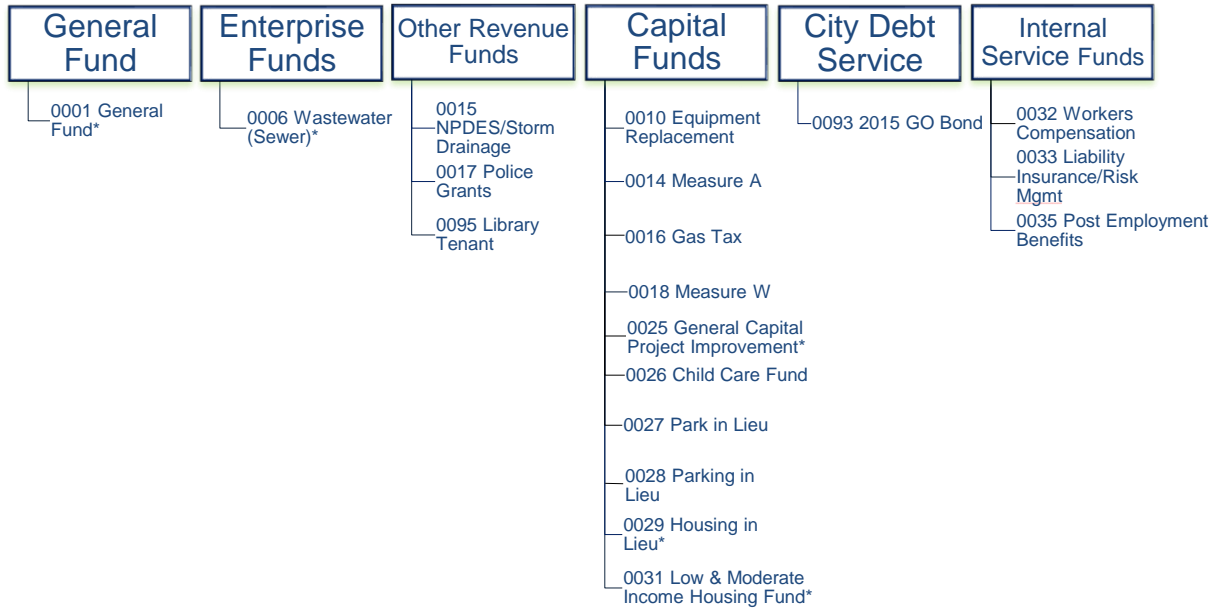 General
Fund
0001 General
Fund*
Enterprise
Funds
0006 Wastewater
(Sewer)*
Other Revenue
Funds
0015
NPDES/Storm
Drainage
0017 Police
Grants
0095 Library
Tenant
Capital
Funds
0010 Equipment
Replacement
0014 Measure A
0016 Gas Tax
0018 Measure W
0025 General Capital
Project Improvement*
0026 Child Care Fund
0027 Park in Lieu
0028 Parking in
Lieu
0029 Housing in
Lieu*
0031 Low & Moderate
Income Housing Fund*
City Debt
Service
0093 2015 GO Bond
Internal
Service Funds
0032 Workers
Compensation
0033 Liability
Insurance/Risk
Mgmt
0035 Post Employment
Benefits